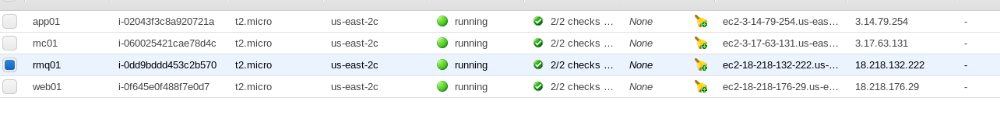 app01 i-02043f3c8a920721a t2.micro us-east-2c running 2/2 checks … None ec2-3-14-79-254.us-eas… 3.14.79.254 -
mc01 i-060025421cae78d4c t2.micro us-east-2c running 2/2 checks … None ec2-3-17-63-131.us-eas… 3.17.63.131 -
rmq01 i-0dd9bddd453c2b570 t2.micro us-east-2c running 2/2 checks … None ec2-18-218-132-222.us-… 18.218.132.222 -
web01 i-0f645e0f488f7e0d7 t2.micro us-east-2c running 2/2 checks … None ec2-18-218-176-29.us-e… 18.218.176.29 -